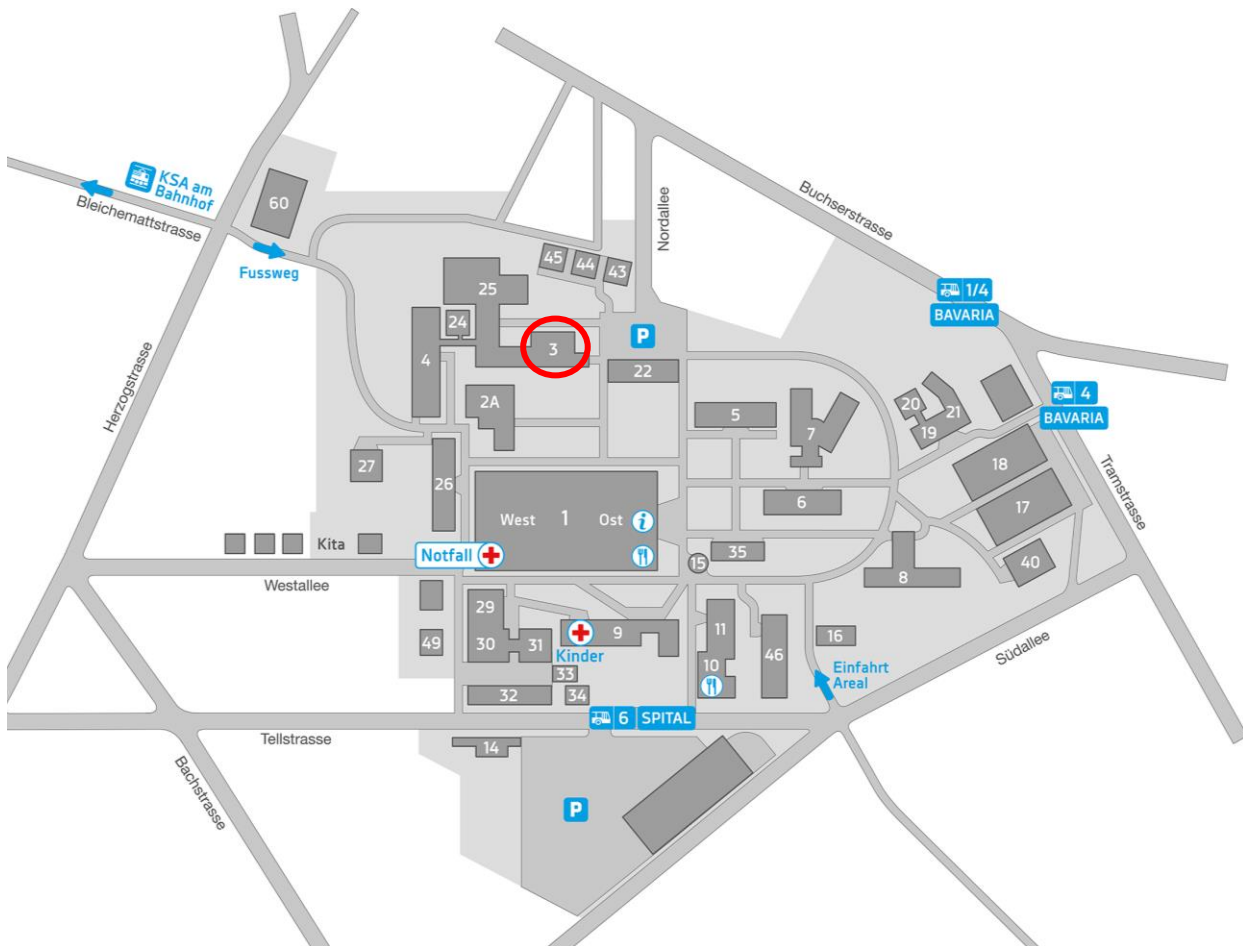 KSA am
Bahnhof
Bleichemattstrasse
60
Fussweg
Herzogstrasse
Nordallee
Buchserstrasse
1/4
BAVARIA
4
BAVARIA
Tramstrasse
45
44
43
25
24
4
3
P
22
2A
5
7
20
21
19
18
17
27
26
6
West
1
Ost
i
Notfall
Kita
Westallee
15
35
8
40
29
30
31
9
Kinder
33
34
32
49
11
10
46
16
Einfahrt
Areal
Südallee
6
SPITAL
Tellstrasse
14
Bachstrasse
P